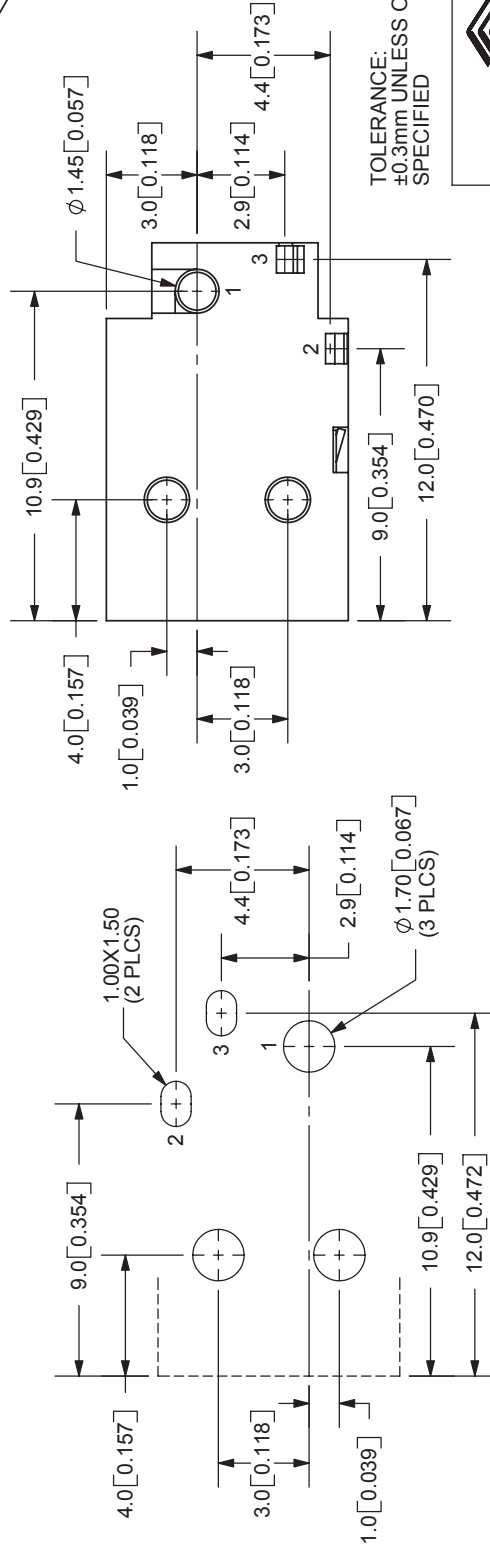 1.00X1.50
(2 PLCS)
9.0[0.354]
4.0[0.157]
2
3
1
4.4[0.173]
2.9[0.114]
Ø1.70[0.067]
(3 PLCS)
3.0[0.118]
1.0[0.039]
10.9[0.429]
12.0[0.472]
10.9[0.429]
4.0[0.157]
1.0[0.039]
3.0[0.118]
Ø1.45[0.057]
3.0[0.118]
2.9[0.114]
4.4[0.173]
1
3
2
9.0[0.354]
12.0[0.470]
TOLERANCE:
±0.3mm UNLESS
SPECIFIED